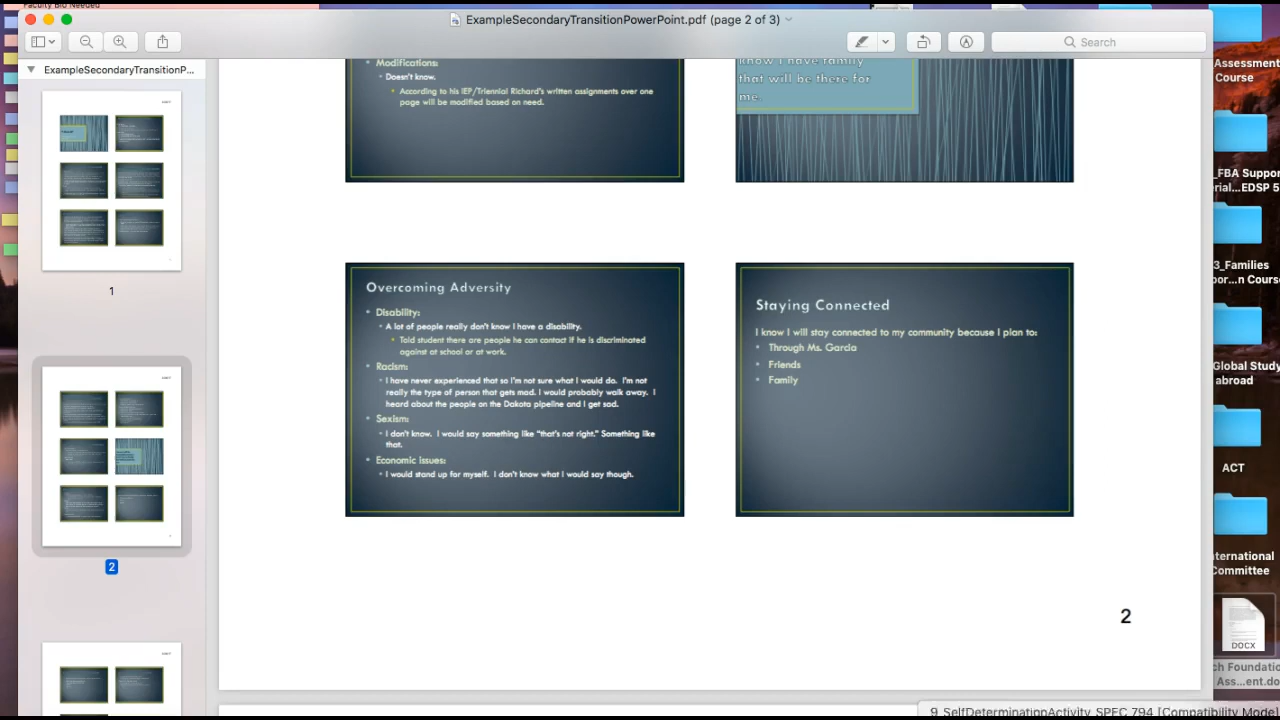 Faculty Bio Needed
ExampleSecondaryTransitionPowerPoint.pdf (page 2 of 3)
Search
ExampleSecondaryTransitionP...
1
2
Modifications:
Doesn't know.
According to his IEP/Triennial Richard's written assignments over one
page will be modified based on need.
know I have family
that will be there for
me.
Overcoming Adversity
Disability:
A lot of people really don't know I have a disability.
Told student there are people he can contact if he is discriminated
against at school or at work.
Racism:
I have never experienced that so I'm not sure what I would do. I'm not
really the type of person that gets mad. I would probably walk away. I
heard about the people on the Dakota pipeline and I get sad.
Sexism:
I don't know. I would say something like "that's not right." Something like
that.
Economic issues:
I would stand up for myself. I don't know what I would say though.
Staying Connected
I know I will stay connected to my community because I plan to:
Through Ms. Garcia
Friends
Family
2
Assessment
Course
_FBA Suppor
erial...EDSP 5
3_Families
por...n Course
Global Study
abroad
ACT
ternational
Committee
DOCX
ch Foundatio
Ass...ent.do
9_SelfDeterminationActivity_SPEC 794 [Compatibility Mode]